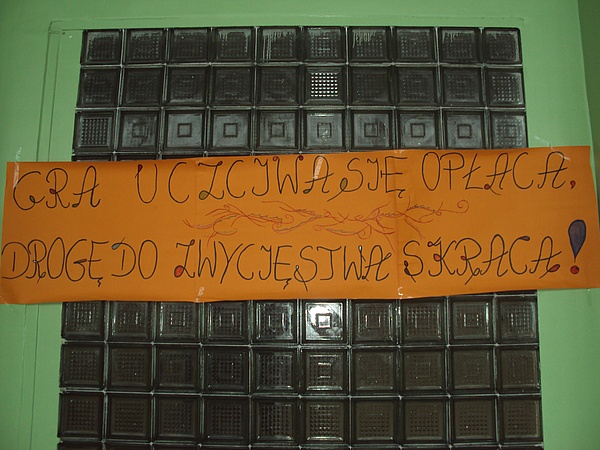 GRA UCZCIWA SIĘ OPŁACA,
DROGĘ DO ZWYCIĘSTWA SKRACA!